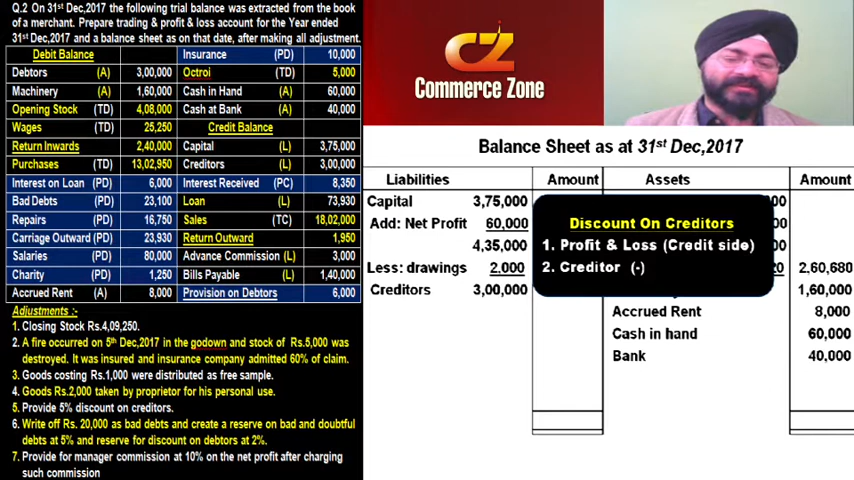 Q.2 On 31st Dec,2017 the following trial balance was extracted from the book
of a merchant. Prepare trading & profit & loss account for the Year ended
31st Dec,2017 and a balance sheet as on that date, after making all adjustment.
Debit Balance Insurance (PD) 10,000
Debtors (A) 3,00,000 Octroi (TD) 5,000
Machinery (A) 1,60,000 Cash in Hand (A) 60,000
Opening Stock (TD) 4,08,000 Cash at Bank (A) 40,000
Wages (TD) 25,250 Credit Balance
Return Inwards 2,40,000 Capital (L) 3,75,000
Purchases (TD) 13,02,950 Creditors (L) 3,00,000
Interest on Loan (PD) 6,000 Interest Received (PC) 8,350
Bad Debts (PD) 23,100 Loan (L) 73,930
Repairs (PD) 16,750 Sales (TC) 18,02,000
Carriage Outward (PD) 23,930 Return Outward 1,950
Salaries (PD) 80,000 Advance Commission (L) 3,000
Charity (PD) 1,250 Bills Payable (L) 1,40,000
Accrued Rent (A) 8,000 Provision on Debtors 6,000
Adjustments :-
1. Closing Stock Rs.4,09,250.
2. A fire occurred on 5th Dec,2017 in the godown and stock of Rs.5,000 was
destroyed. It was insured and insurance company admitted 60% of claim.
3. Goods costing Rs.1,000 were distributed as free sample.
4. Goods Rs.2,000 taken by proprietor for his personal use.
5. Provide 5% discount on creditors.
6. Write off Rs. 20,000 as bad debts and create a reserve on bad and doubtful
debts at 5% and reserve for discount on debtors at 2%.
7. Provide for manager commission at 10% on the net profit after charging
such commission
CZ
Commerce Zone
Balance Sheet as at 31st Dec,2017
Liabilities Amount Assets Amount
Capital 3,75,000
Add: Net Profit 60,000
4,35,000
Less: drawings 2.000 2,60,680
Creditors 3,00,000 1,60,000
Accrued Rent 8,000
Cash in hand 60,000
Bank 40,000
Discount On Creditors
1. Profit & Loss (Credit side)
2. Creditor (-)